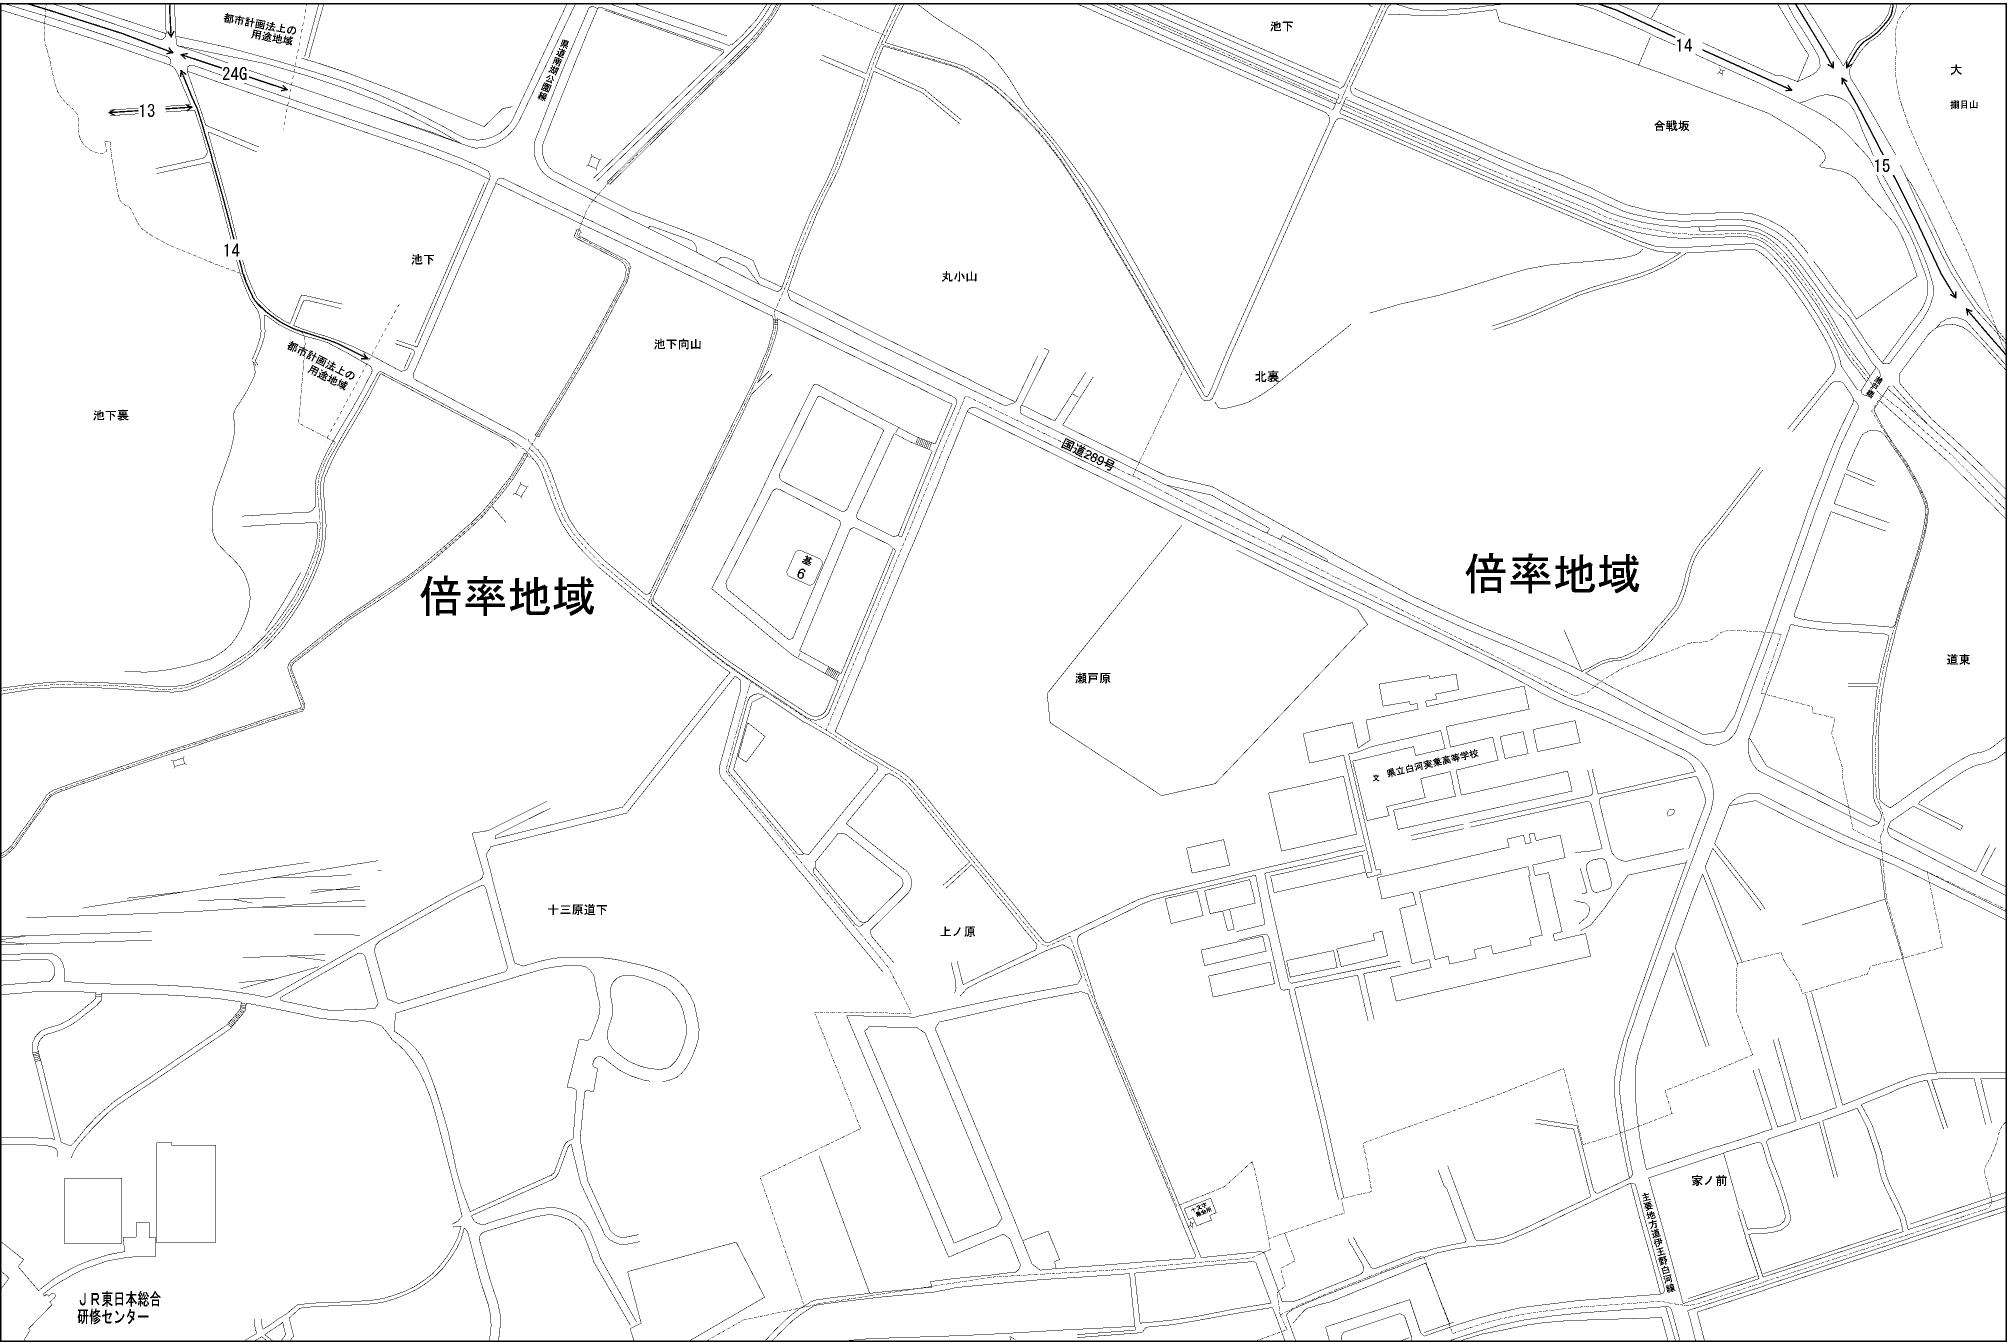 都市計画法上の
用途地域
県道南湖公園線
池下
14
24G
大
13
搦目山
合戦坂
15
14
池下
丸小山
池下向山
都市計画法上の
用途地域
北裏
池下裏
国道289号
基
6
倍率地域
倍率地域
道東
瀬戸原
文 県立白河実業高等学校
十三原道下
上ノ原
家ノ前
主要地方道伊王野白河線
JR東日本総合
研修センター